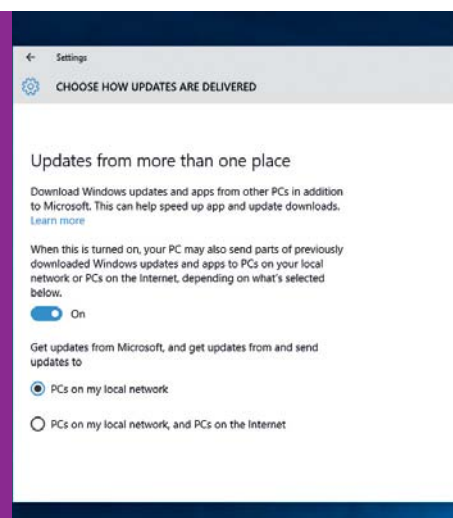 Settings
CHOOSE HOW UPDATES ARE DELIVERED
Updates from more than one place
Download Windows updates and apps from other PCs in addition
to Microsoft. This can help speed up app and update downloads.
Learn more
When this is turned on, your PC may also send parts of previously
downloaded Windows updates and apps to PCs on your local
network or PCs on the Internet, depending on what's selected
below.
On
Get updates from Microsoft, and get updates from and send
updates to
PCs on my local network
PCs on my local network, and PCs on the Internet